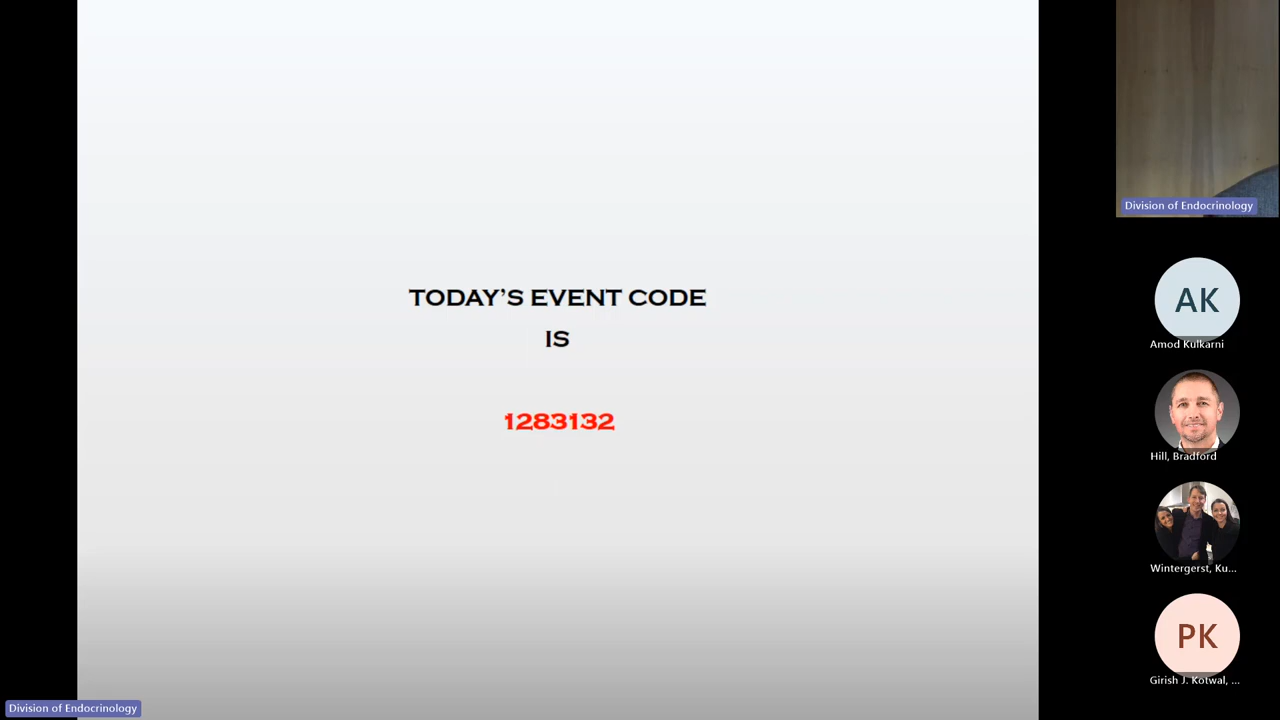 TODAY'S EVENT CODE
IS
1283132
Division of Endocrinology
AK
Amod Kulkarni
Hill, Bradford
Wintergerst, Ku...
PK
Girish J. Kotwal, ...
Division of Endocrinology